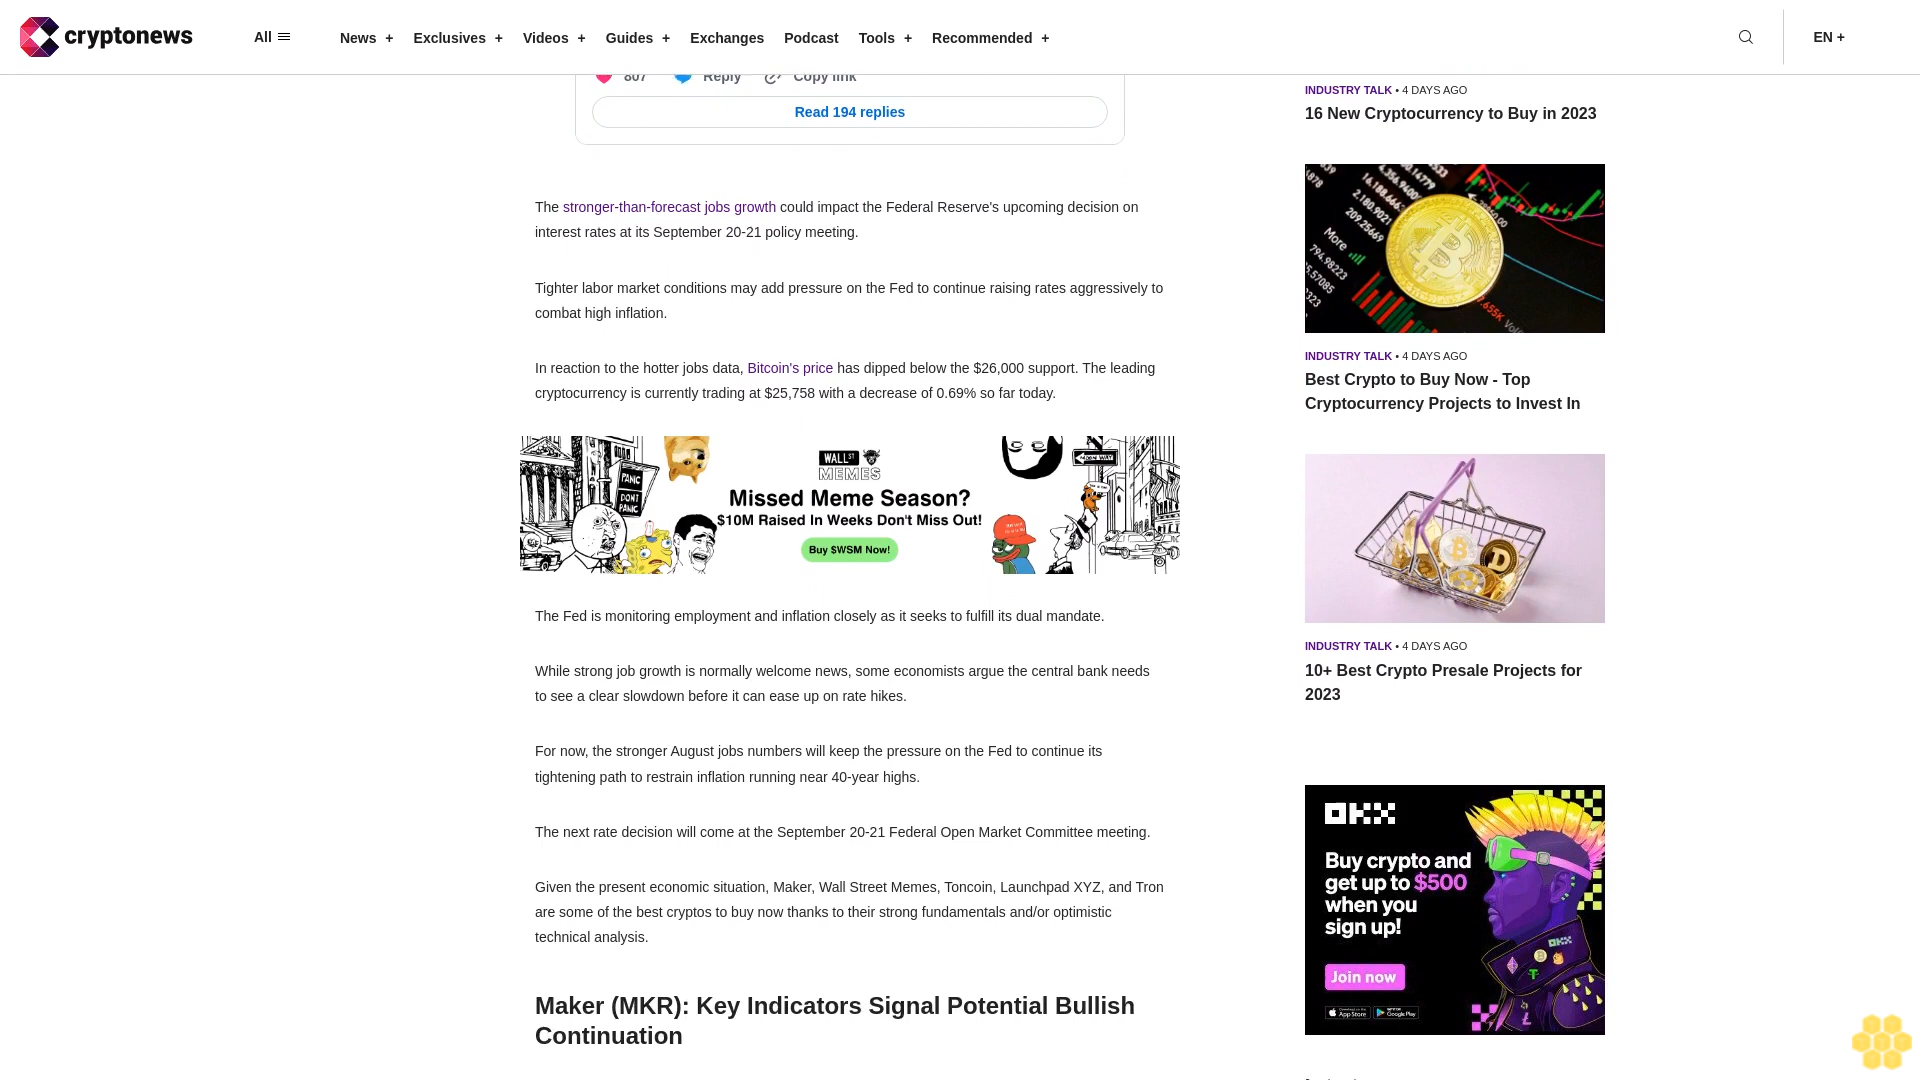 cryptonews
All
News +
Exclusives +
Videos +
Guides +
Exchanges
Podcast
Tools +
Recommended +
EN +
807
Reply
Copy link
Read 194 replies
The stronger-than-forecast jobs growth could impact the Federal Reserve's upcoming decision on
interest rates at its September 20-21 policy meeting.
Tighter labor market conditions may add pressure on the Fed to continue raising rates aggressively to
combat high inflation.
In reaction to the hotter jobs data, Bitcoin's price has dipped below the $26,000 support. The leading
cryptocurrency is currently trading at $25,758 with a decrease of 0.69% so far today.
PANIC
DONT
PANIC
WALL ST
MEMES
Missed Meme Season?
$10M Raised In Weeks Don't Miss Out!
Buy $WSM Now!
The Fed is monitoring employment and inflation closely as it seeks to fulfill its dual mandate.
While strong job growth is normally welcome news, some economists argue the central bank needs
to see a clear slowdown before it can ease up on rate hikes.
For now, the stronger August jobs numbers will keep the pressure on the Fed to continue its
tightening path to restrain inflation running near 40-year highs.
The next rate decision will come at the September 20-21 Federal Open Market Committee meeting.
Given the present economic situation, Maker, Wall Street Memes, Toncoin, Launchpad XYZ, and Tron
are some of the best cryptos to buy now thanks to their strong fundamentals and/or optimistic
technical analysis.
Maker (MKR): Key Indicators Signal Potential Bullish
Continuation
INDUSTRY TALK • 4 DAYS AGO
16 New Cryptocurrency to Buy in 2023
More
INDUSTRY TALK • 4 DAYS AGO
Best Crypto to Buy Now - Top
Cryptocurrency Projects to Invest In
INDUSTRY TALK • 4 DAYS AGO
10+ Best Crypto Presale Projects for
2023
OKX
Buy crypto and
get up to $500
when you
sign up!
Join now
App Store
Google Play